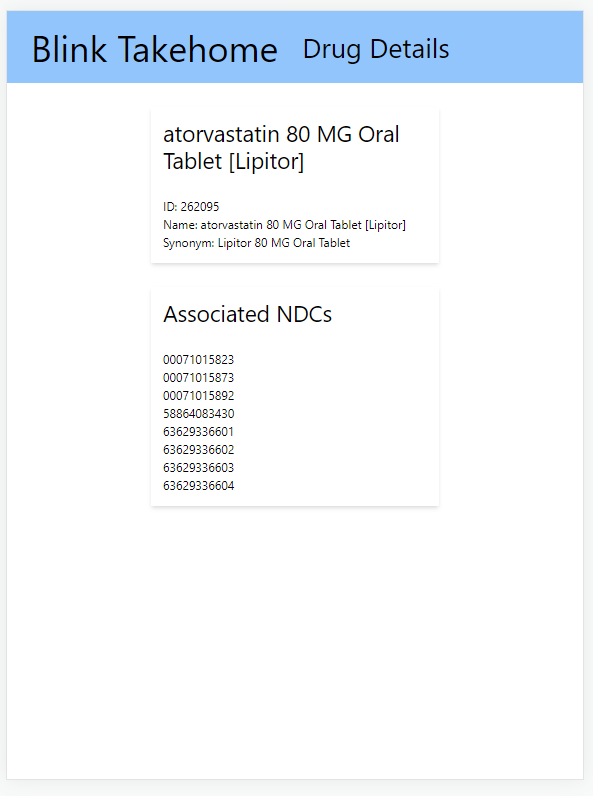 Blink Takehome Drug Details
atorvastatin 80 MG Oral
Tablet [Lipitor]
ID: 262095
Name: atorvastatin 80 MG Oral Tablet [Lipitor]
Synonym: Lipitor 80 MG Oral Tablet
Associated NDCs
00071015823
00071015873
00071015892
58864083430
63629336601
63629336602
63629336603
63629336604